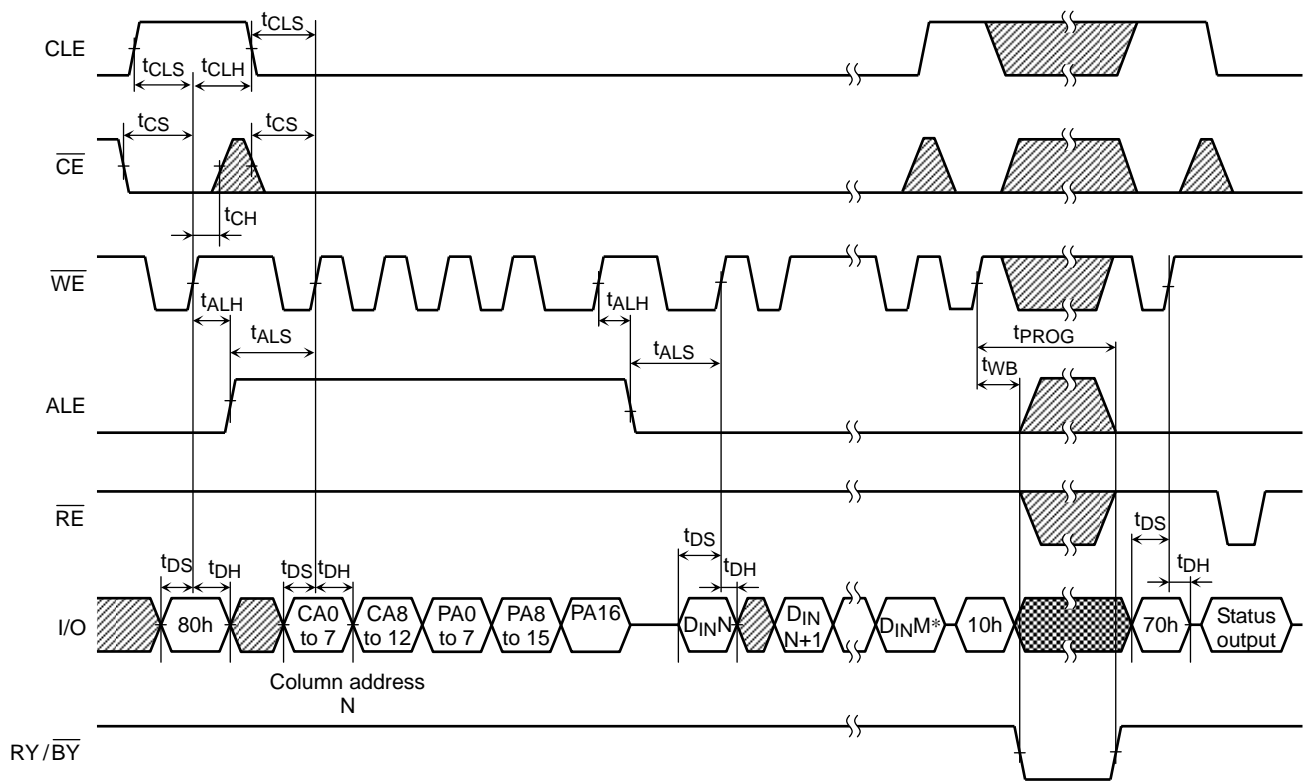 tCLS
CLE
tCLS tCLH
tCS tCS
CE
tCH
WE
tALH tALH
tALS tALS tPROG
tWB
ALE
RE
tDS tDH tDS tDH tDS tDH tDS tDH
I/O
80h
CA0
to 7
CA8
to 12
PA0
to 7
PA8
to 15
PA16
DINN
DIN
N+1
DINM*
10h
70h
Status
output
Column address
N
RY/BY